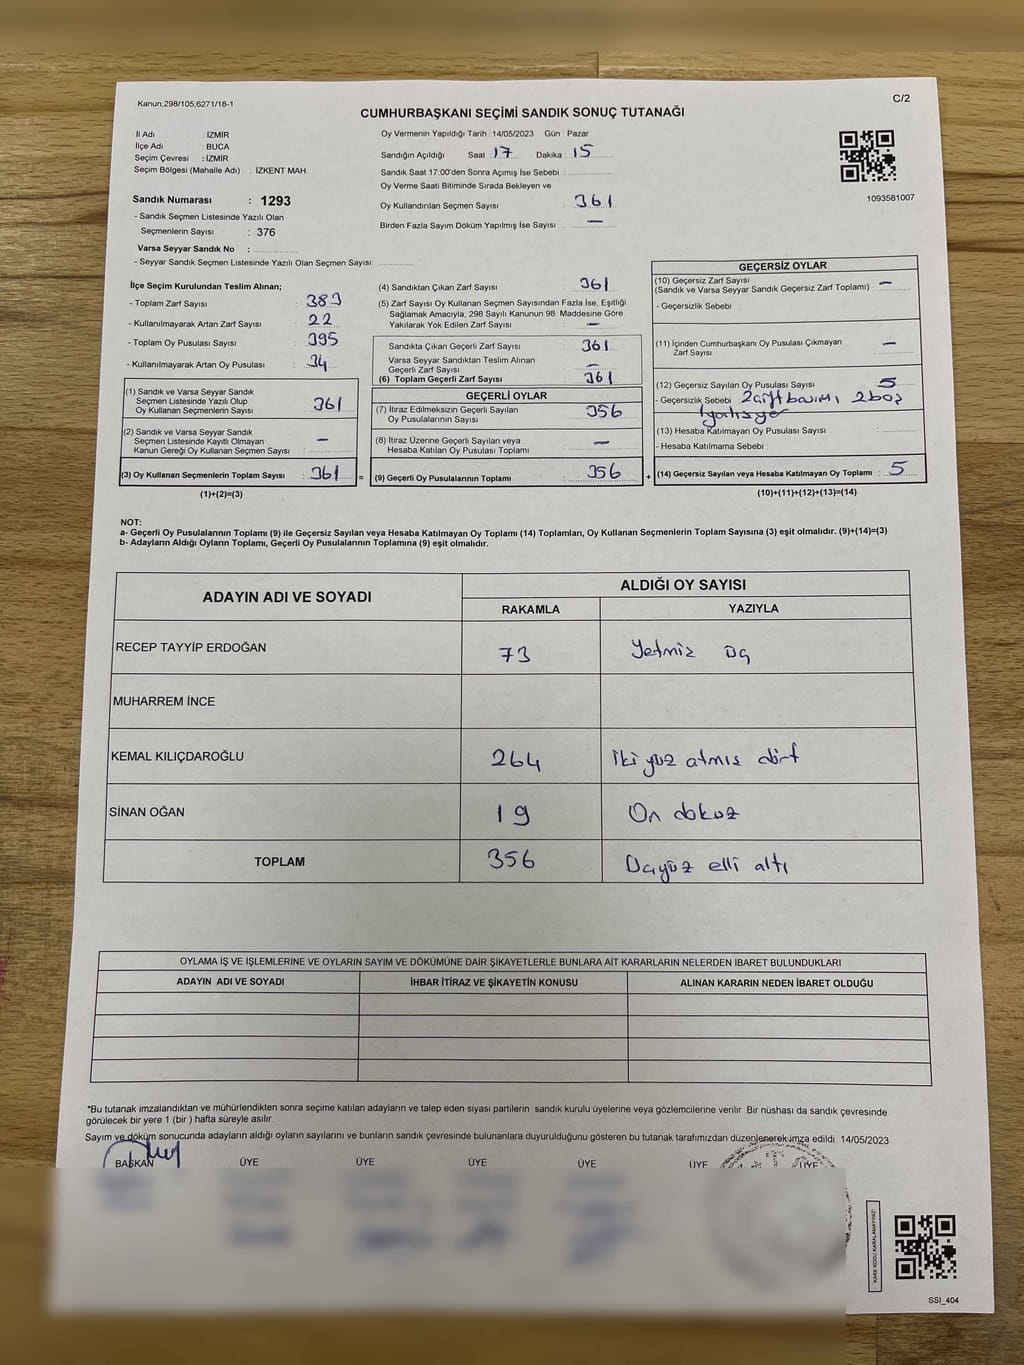 Kanun,298/105,6271/18-1
C/2
CUMHURBAŞKANI SEÇİMİ SANDIK SONUÇ TUTANAĞI
İl Adı : İZMİR
İlçe Adı : BUCA
Seçim Çevresi : İZMİR
Seçim Bölgesi (Mahalle Adı) : İZKENT MAH.
Oy Vermenin Yapıldığı Tarih :14/05/2023 Gün : Pazar
Sandığın Açıldığı Saat 17 Dakika : 15
Sandık Saat 17:00'den Sonra Açımış İse Sebebi :
Oy Verme Saati Bitiminde Sırada Bekleyen ve
Oy Kullandırılan Seçmen Sayısı : 361
Birden Fazla Sayım Döküm Yapılmış İse Sayısı : —
1093581007
Sandık Numarası : 1293
- Sandık Seçmen Listesinde Yazılı Olan
Seçmenlerin Sayısı : 376
Varsa Seyyar Sandık No :
- Seyyar Sandık Seçmen Listesinde Yazılı Olan Seçmen Sayısı:
İlçe Seçim Kurulundan Teslim Alınan;
- Toplam Zarf Sayısı : 383
- Kullanılmayarak Artan Zarf Sayısı : 22
- Toplam Oy Pusulası Sayısı : 395
- Kullanılmayarak Artan Oy Pusulası : 34
(1) Sandık ve Varsa Seyyar Sandık
Seçmen Listesinde Yazılı Olup
Oy Kullanan Seçmenlerin Sayısı : 361
(2) Sandık ve Varsa Seyyar Sandık
Seçmen Listesinde Kayıtlı Olmayan
Kanun Gereği Oy Kullanan Seçmen Sayısı : —
(3) Oy Kullanan Seçmenlerin Toplam Sayısı : 361 =
(1)+(2)=(3)
(4) Sandıktan Çıkan Zarf Sayısı : 361
(5) Zarf Sayısı Oy Kullanan Seçmen Sayısından Fazla İse, Eşitliği
Sağlamak Amacıyla, 298 Sayılı Kanunun 98. Maddesine Göre
Yakılarak Yok Edilen Zarf Sayısı : —
Sandıkta Çıkan Geçerli Zarf Sayısı : 361
Varsa Seyyar Sandıktan Teslim Alınan
Geçerli Zarf Sayısı : —
(6) Toplam Geçerli Zarf Sayısı : 361
GEÇERLİ OYLAR
(7) İtiraz Edilmeksizin Geçerli Sayılan
Oy Pusulalarının Sayısı : 356
(8) İtiraz Üzerine Geçerli Sayılan veya
Hesaba Katılan Oy Pusulası Toplamı : —
(9) Geçerli Oy Pusulalarının Toplamı : 356 +
GEÇERSİZ OYLAR
(10) Geçersiz Zarf Sayısı
(Sandık ve Varsa Seyyar Sandık Geçersiz Zarf Toplamı) : —
- Geçersizlik Sebebi :
(11) İçinden Cumhurbaşkanı Oy Pusulası Çıkmayan
Zarf Sayısı : —
(12) Geçersiz Sayılan Oy Pusulası Sayısı : 5
- Geçersizlik Sebebi : 2 çift basım, 2 boş
(13) Hesaba Katılmayan Oy Pusulası Sayısı :
- Hesaba Katılmama Sebebi :
(14) Geçersiz Sayılan veya Hesaba Katılmayan Oy Toplamı : 5
(10)+(11)+(12)+(13)=(14)
NOT:
a- Geçerli Oy Pusulalarının Toplamı (9) ile Geçersiz Sayılan veya Hesaba Katılmayan Oy Toplamı (14) Toplamları, Oy Kullanan Seçmenlerin Toplam Sayısına (3) eşit olmalıdır. (9)+(14)=(3)
b- Adayların Aldığı Oyların Toplamı, Geçerli Oy Pusulalarının Toplamına (9) eşit olmalıdır.
ADAYIN ADI VE SOYADI
ALDIĞI OY SAYISI
RAKAMLA YAZIYLA
RECEP TAYYİP ERDOĞAN 73 Yetmiz üç
MUHARREM İNCE
KEMAL KILIÇDAROĞLU 264 İki yüz atmış dört
SİNAN OĞAN 19 On dokuz
TOPLAM 356 Üçyüz elli altı
OYLAMA İŞ VE İŞLEMLERİNE VE OYLARIN SAYIM VE DÖKÜMÜNE DAİR ŞİKAYETLERLE BUNLARA AİT KARARLARIN NELERDEN İBARET BULUNDUKLARI
ADAYIN ADI VE SOYADI İHBAR İTİRAZ VE ŞİKAYETİN KONUSU ALINAN KARARIN NEDEN İBARET OLDUĞU
*Bu tutanak imzalandıktan ve mühürlendikten sonra seçime katılan adayların ve talep eden siyası partilerin sandık kurulu üyelerine veya gözlemcilerine verilir. Bir nüshası da sandık çevresinde
görülecek bir yere 1 (bir) hafta süreyle asılır.
Sayım ve döküm sonucunda adayların aldığı oyların sayılarını ve bunların sandık çevresinde bulunanlara duyurulduğunu gösteren bu tutanak tarafımızdan düzenlenerek imza edildi. 14/05/2023
BAŞKAN ÜYE ÜYE ÜYE ÜYE ÜYE ÜYE
KARE KODU KARALAMAYINIZ!
SSI_404